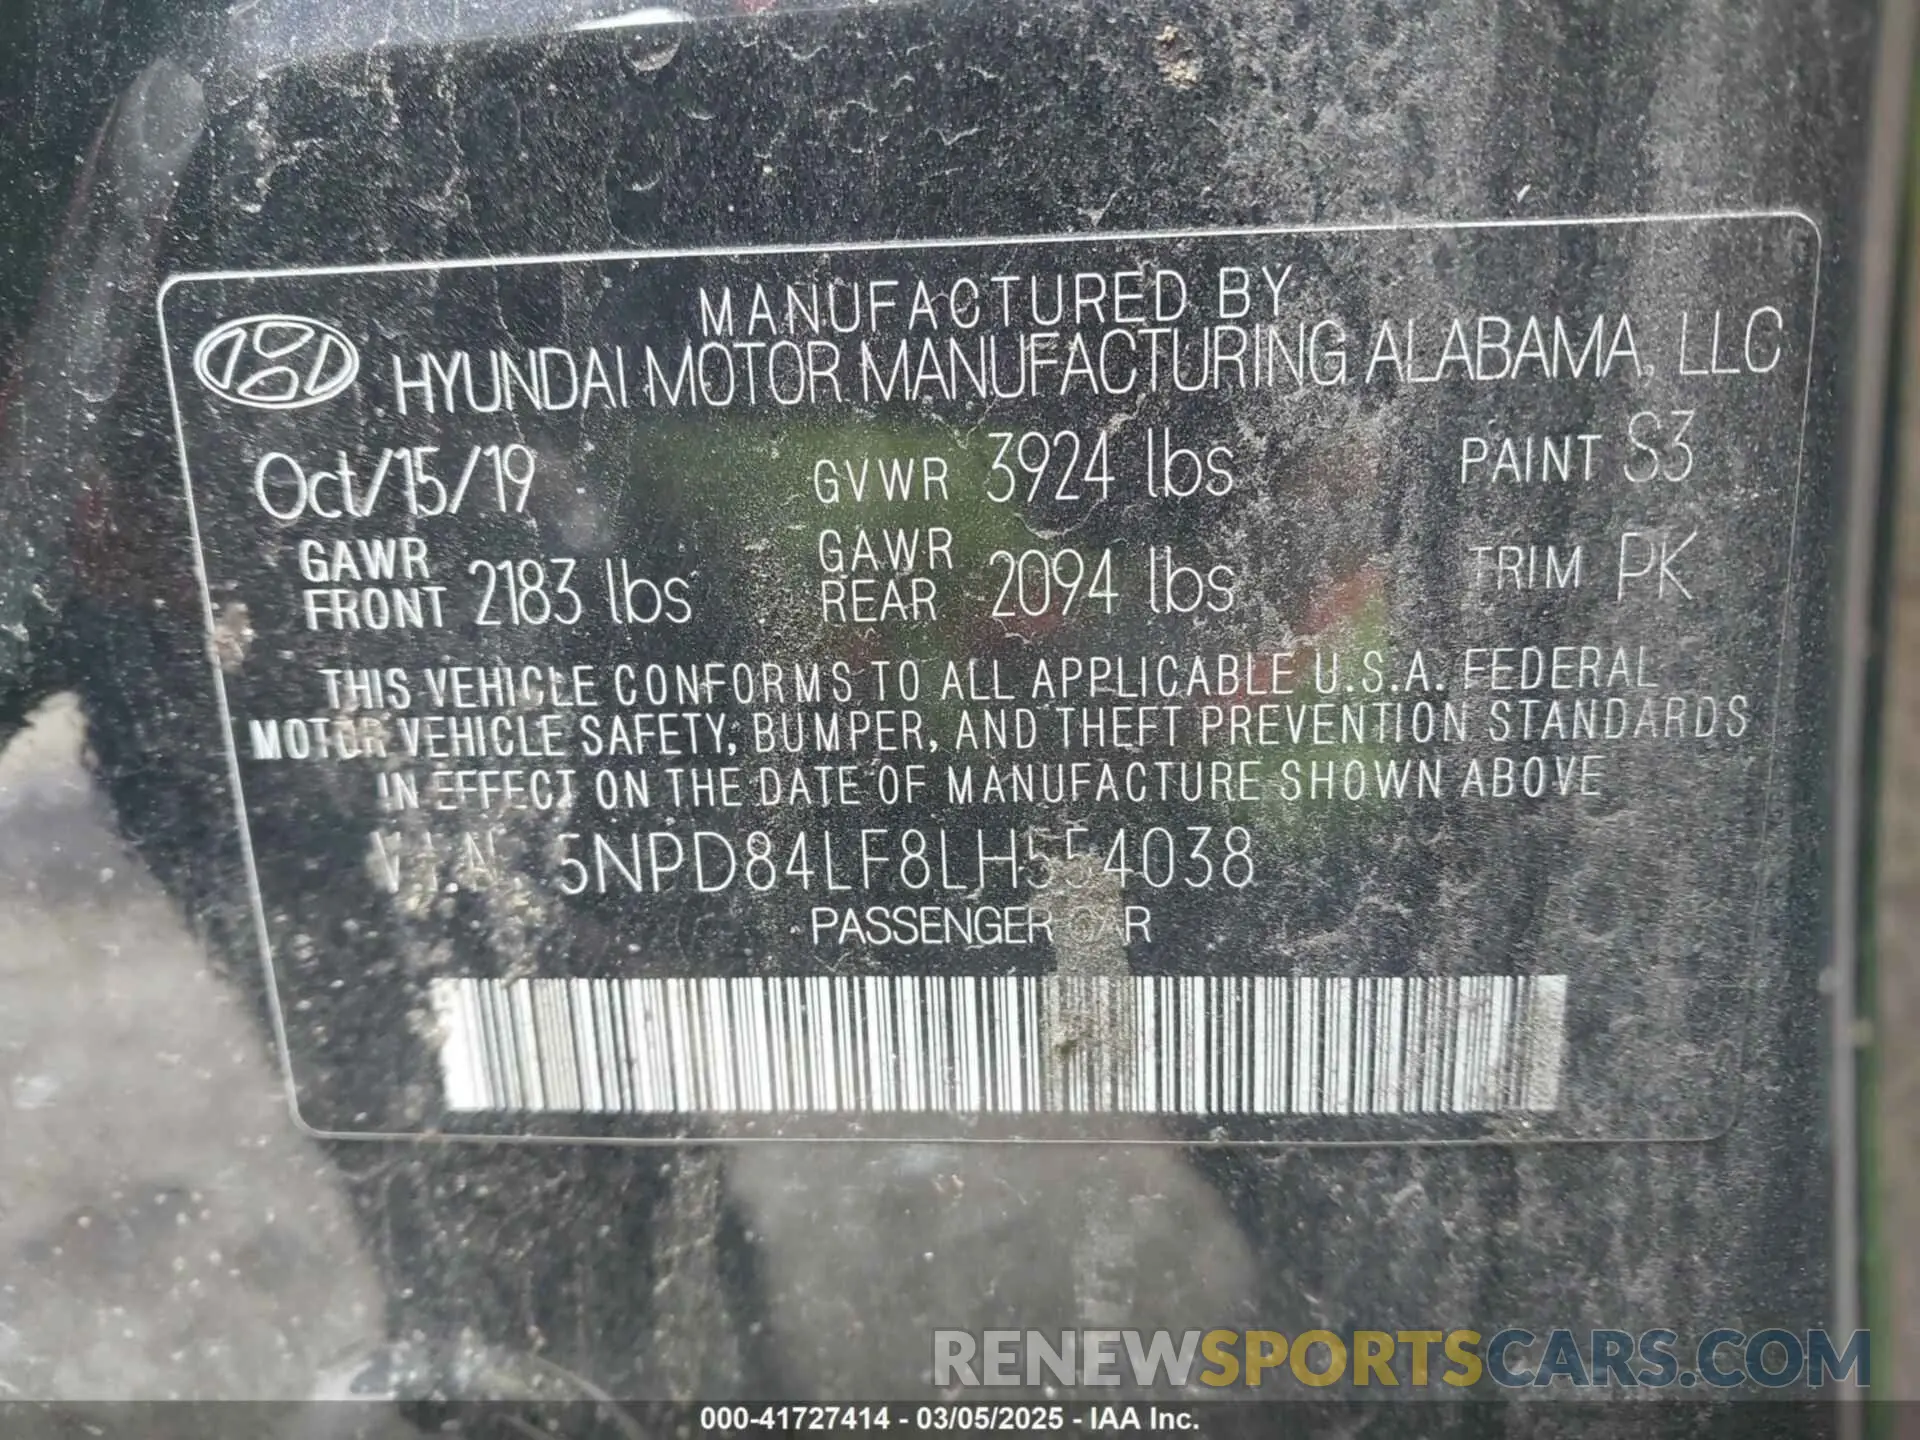 MANUFACTURED BY
HYUNDAI MOTOR MANUFACTURING ALABAMA, LLC
Oct/15/19 GVWR 3924 lbs PAINT S3
GAWR FRONT 2183 lbs GAWR REAR 2094 lbs TRIM PK
THIS VEHICLE CONFORMS TO ALL APPLICABLE U.S.A. FEDERAL
MOTOR VEHICLE SAFETY, BUMPER, AND THEFT PREVENTION STANDARDS
IN EFFECT ON THE DATE OF MANUFACTURE SHOWN ABOVE
VIN 5NPD84LF8LH554038
PASSENGER CAR
RENEWSPORTSCARS.COM
000-41727414 - 03/05/2025 - IAA Inc.